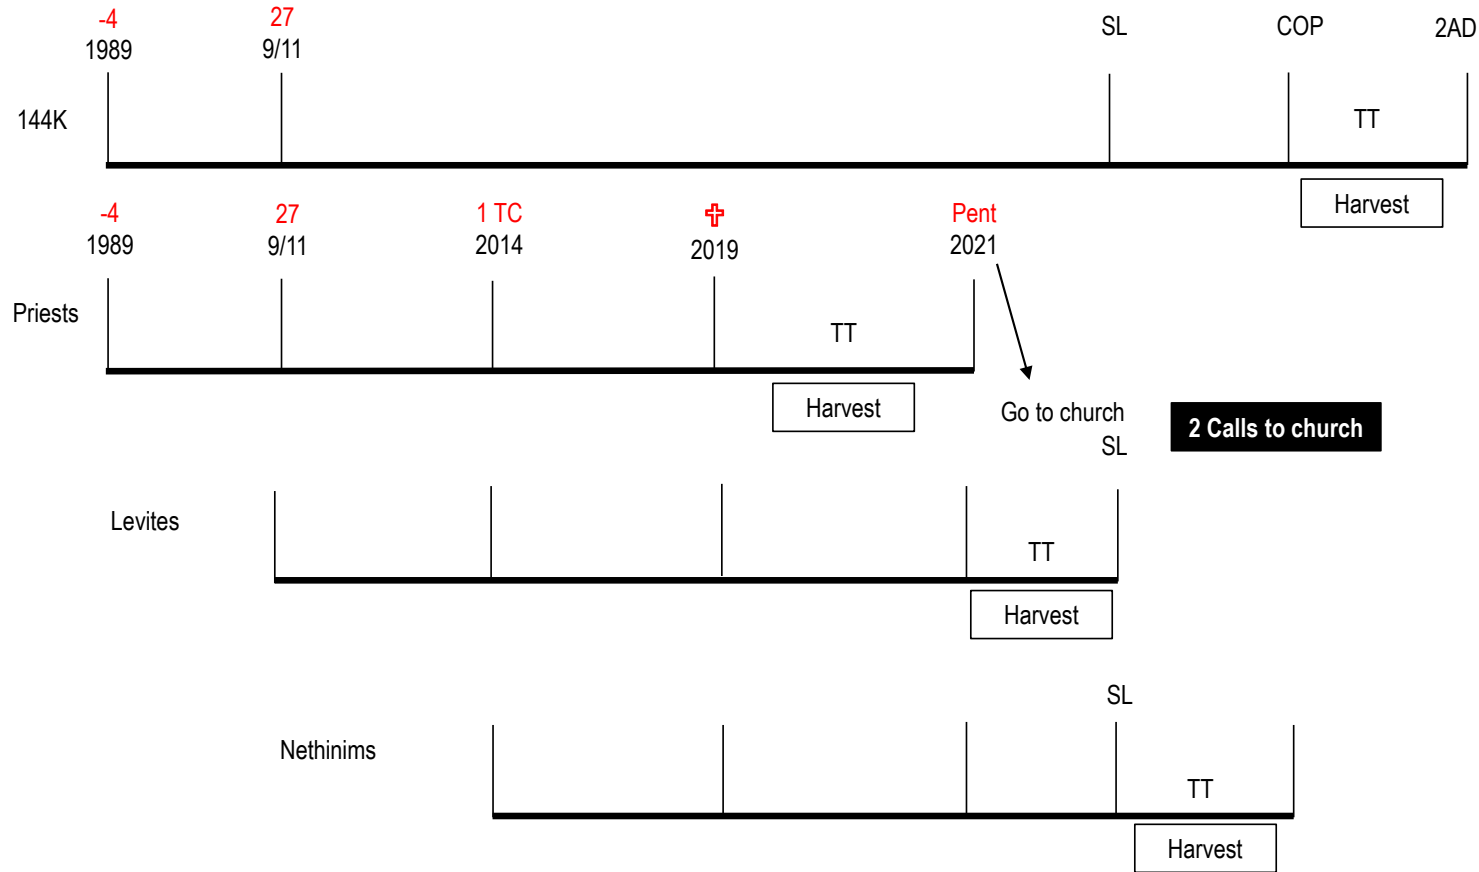 -4 27 SL COP 2AD
1989 9/11
144K TT
Harvest
-4 27 1 TC ✞ Pent
1989 9/11 2014 2019 2021
Priests TT
Harvest
Go to church
SL
2 Calls to church
Levites TT
Harvest
SL
Nethinims TT
Harvest